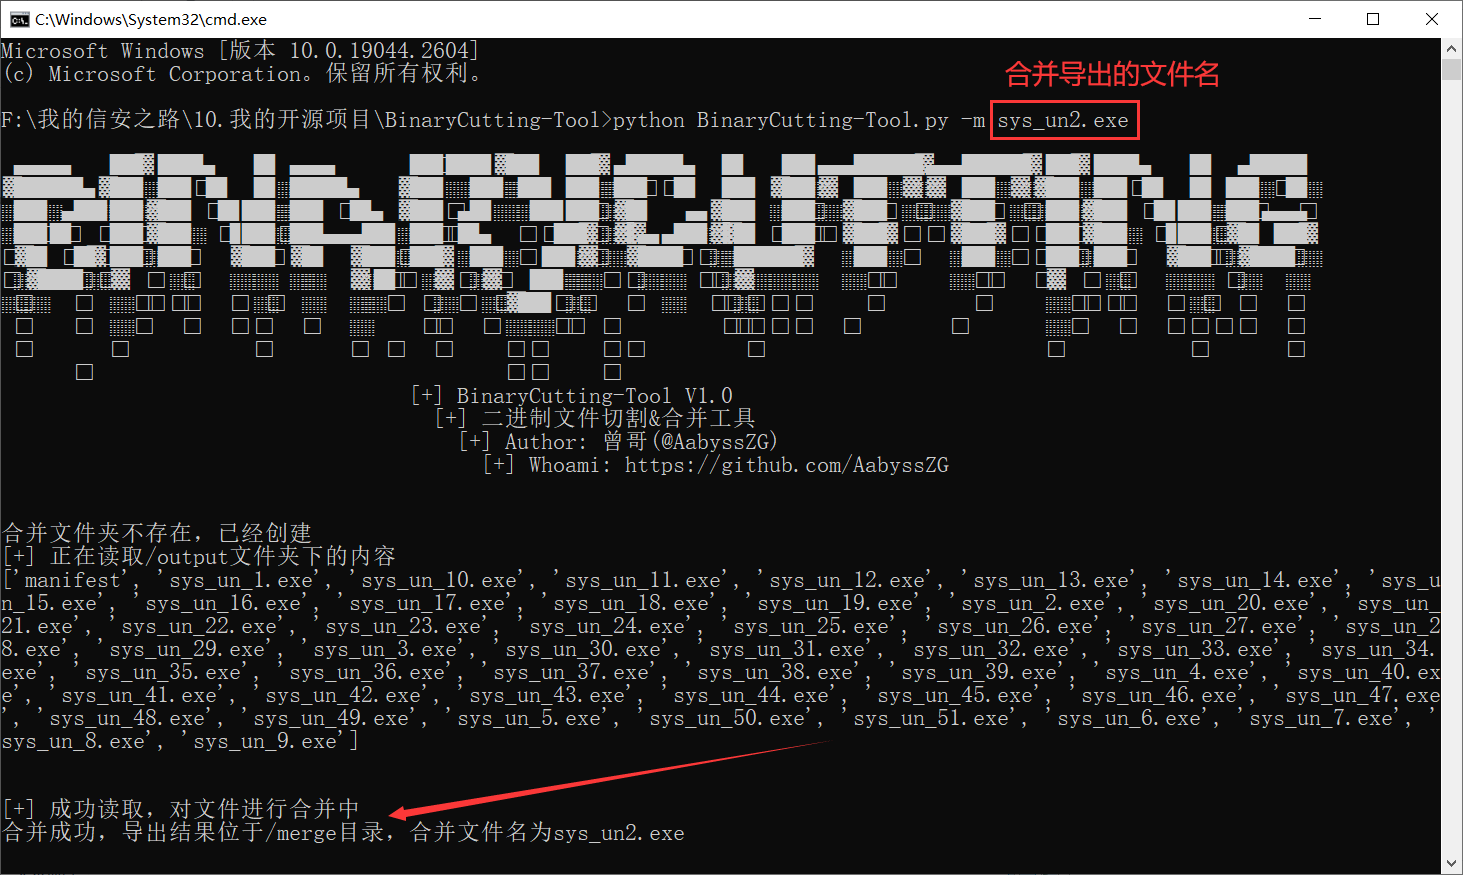 C:\Windows\System32\cmd.exe
Microsoft Windows [版本 10.0.19044.2604]
(c) Microsoft Corporation。保留所有权利。
合并导出的文件名
F:\我的信安之路\10.我的开源项目\BinaryCutting-Tool>python BinaryCutting-Tool.py -m sys_un2.exe
[+] BinaryCutting-Tool V1.0
[+] 二进制文件切割&合并工具
[+] Author: 曾哥(@AabyssZG)
[+] Whoami: https://github.com/AabyssZG
合并文件夹不存在，已经创建
[+] 正在读取/output文件夹下的内容
['manifest', 'sys_un_1.exe', 'sys_un_10.exe', 'sys_un_11.exe', 'sys_un_12.exe', 'sys_un_13.exe', 'sys_un_14.exe', 'sys_u
n_15.exe', 'sys_un_16.exe', 'sys_un_17.exe', 'sys_un_18.exe', 'sys_un_19.exe', 'sys_un_2.exe', 'sys_un_20.exe', 'sys_un_
21.exe', 'sys_un_22.exe', 'sys_un_23.exe', 'sys_un_24.exe', 'sys_un_25.exe', 'sys_un_26.exe', 'sys_un_27.exe', 'sys_un_2
8.exe', 'sys_un_29.exe', 'sys_un_3.exe', 'sys_un_30.exe', 'sys_un_31.exe', 'sys_un_32.exe', 'sys_un_33.exe', 'sys_un_34.
exe', 'sys_un_35.exe', 'sys_un_36.exe', 'sys_un_37.exe', 'sys_un_38.exe', 'sys_un_39.exe', 'sys_un_4.exe', 'sys_un_40.ex
e', 'sys_un_41.exe', 'sys_un_42.exe', 'sys_un_43.exe', 'sys_un_44.exe', 'sys_un_45.exe', 'sys_un_46.exe', 'sys_un_47.exe
', 'sys_un_48.exe', 'sys_un_49.exe', 'sys_un_5.exe', 'sys_un_50.exe', 'sys_un_51.exe', 'sys_un_6.exe', 'sys_un_7.exe', '
sys_un_8.exe', 'sys_un_9.exe']
[+] 成功读取，对文件进行合并中
合并成功，导出结果位于/merge目录，合并文件名为sys_un2.exe